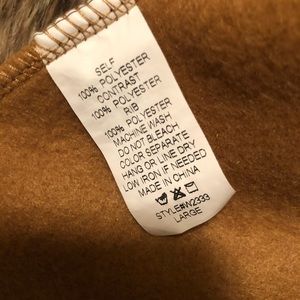 SELF
100% POLYESTER
CONTRAST
100% POLYESTER
RIB
100% POLYESTER
MACHINE WASH
DO NOT BLEACH
COLOR SEPARATE
HANG OR LINE DRY
LOW IRON IF NEEDED
MADE IN CHINA
STYLE#W2333
LARGE